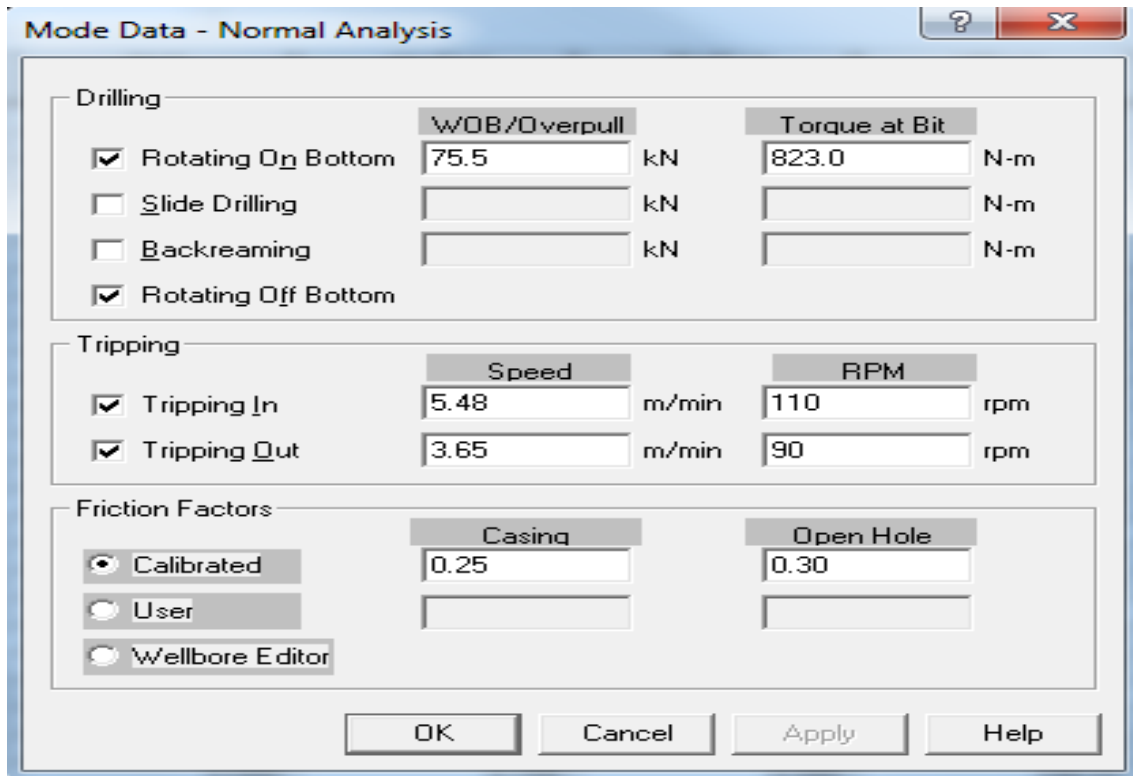 Mode Data - Normal Analysis
?
Drilling
WOB/Overpull Torque at Bit
Rotating On Bottom 75.5 kN 823.0 N-m
Slide Drilling kN N-m
Backreaming kN N-m
Rotating Off Bottom
Tripping
Speed RPM
Tripping In 5.48 m/min 110 rpm
Tripping Out 3.65 m/min 90 rpm
Friction Factors
Casing Open Hole
Calibrated 0.25 0.30
User
Wellbore Editor
OK Cancel Apply Help